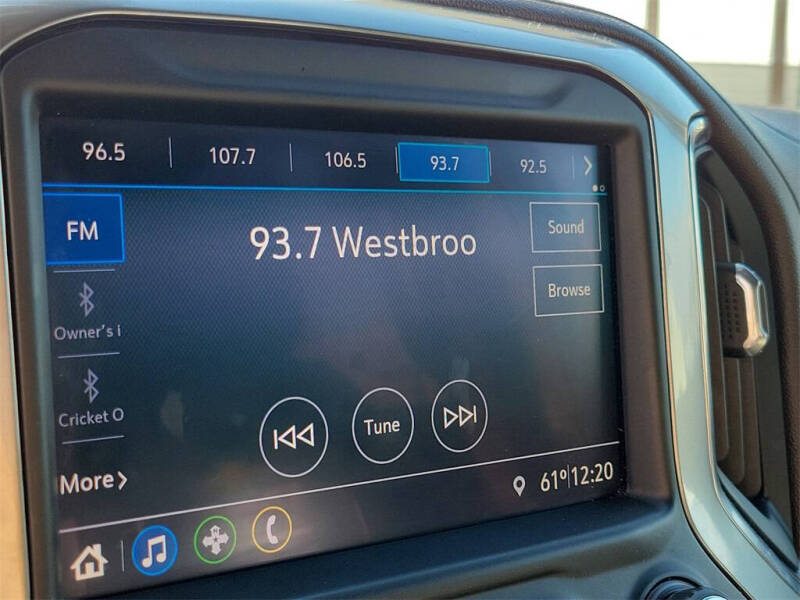 96.5 107.7 106.5 93.7 92.5
FM
93.7 Westbroo
Sound
Browse
Owner's i
Cricket O
Tune
More
61° 12:20